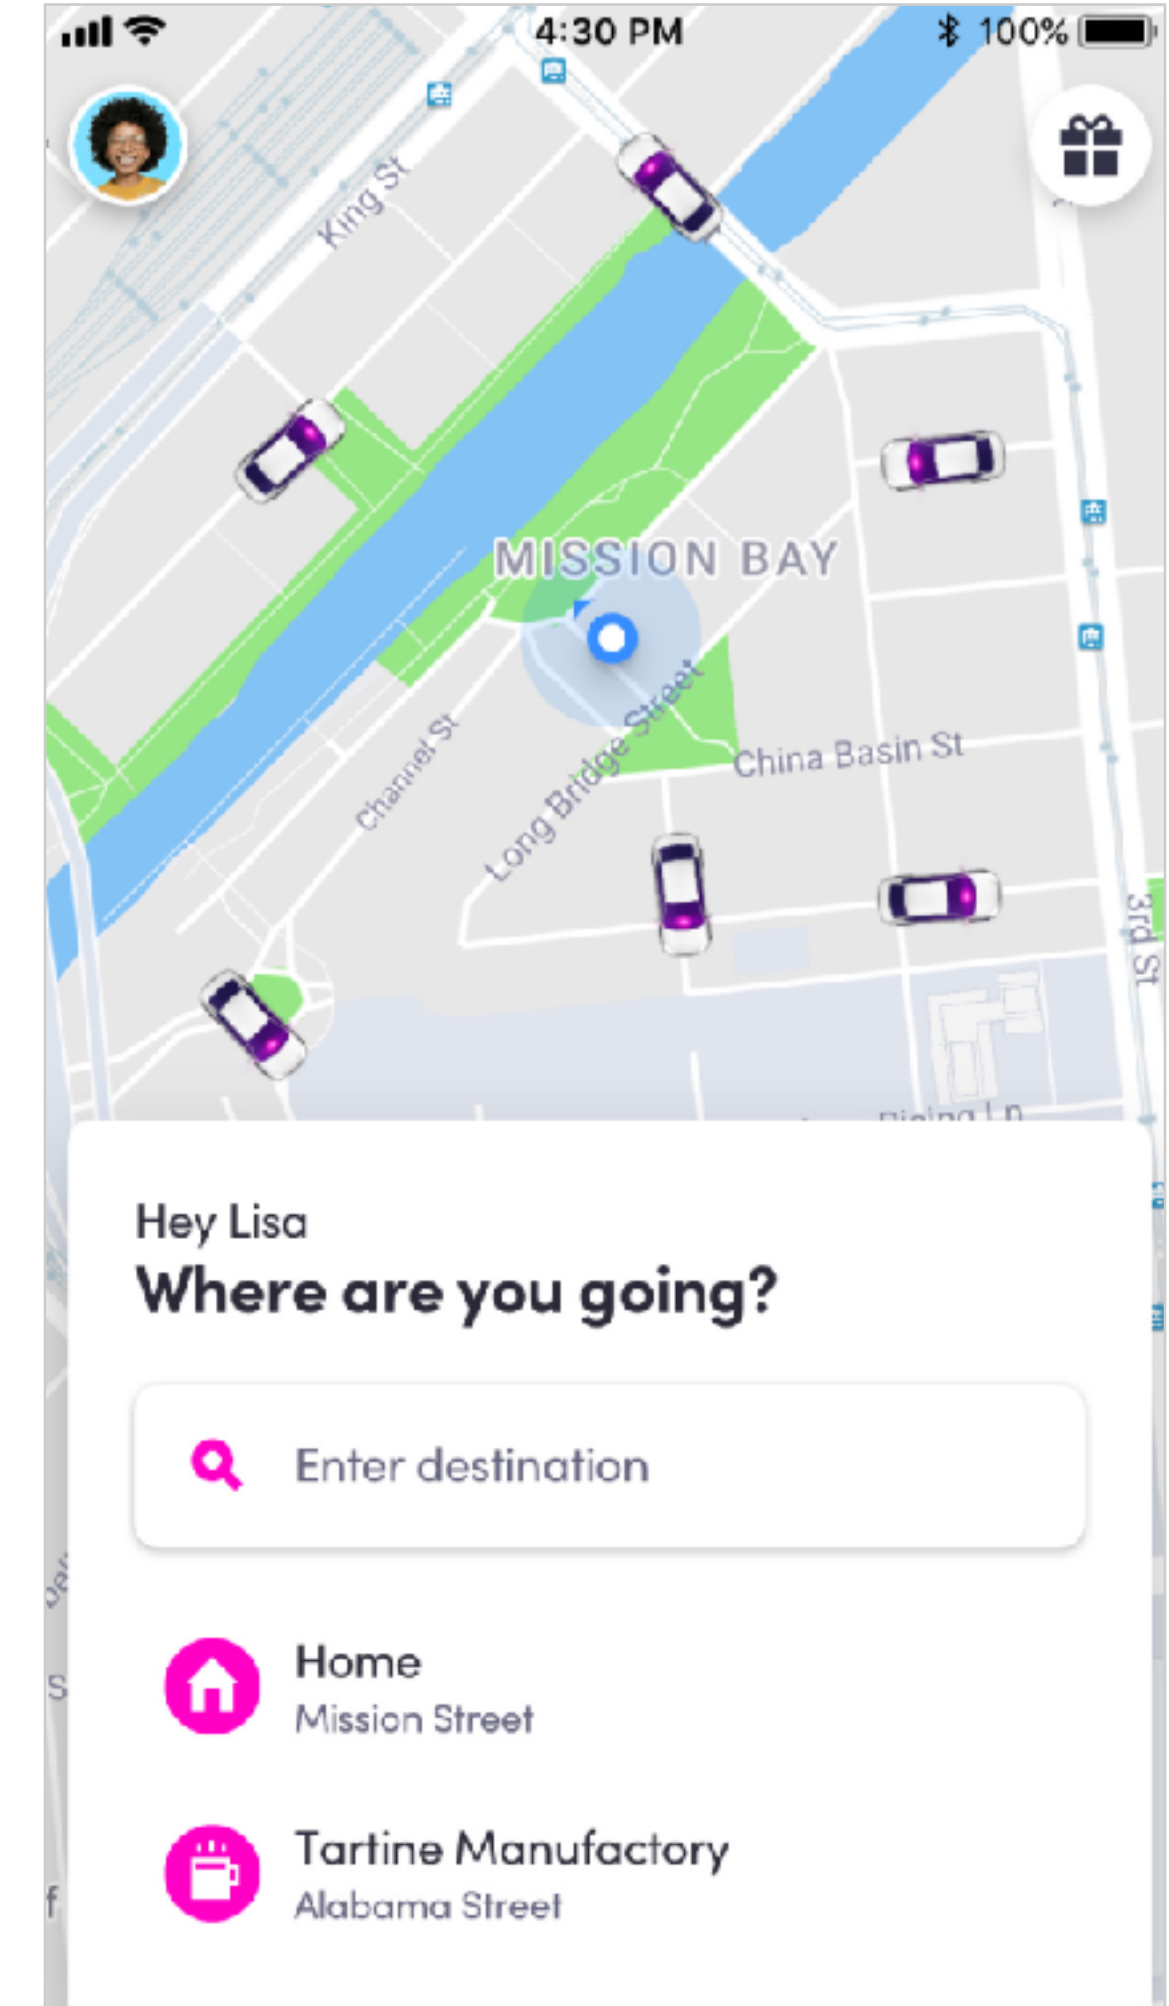 4:30 PM
100%
King St
MISSION BAY
Long Bridge Street
Channel St
China Basin St
3rd St
Hey Lisa
Where are you going?
Enter destination
Home
Mission Street
Tartine Manufactory
Alabama Street